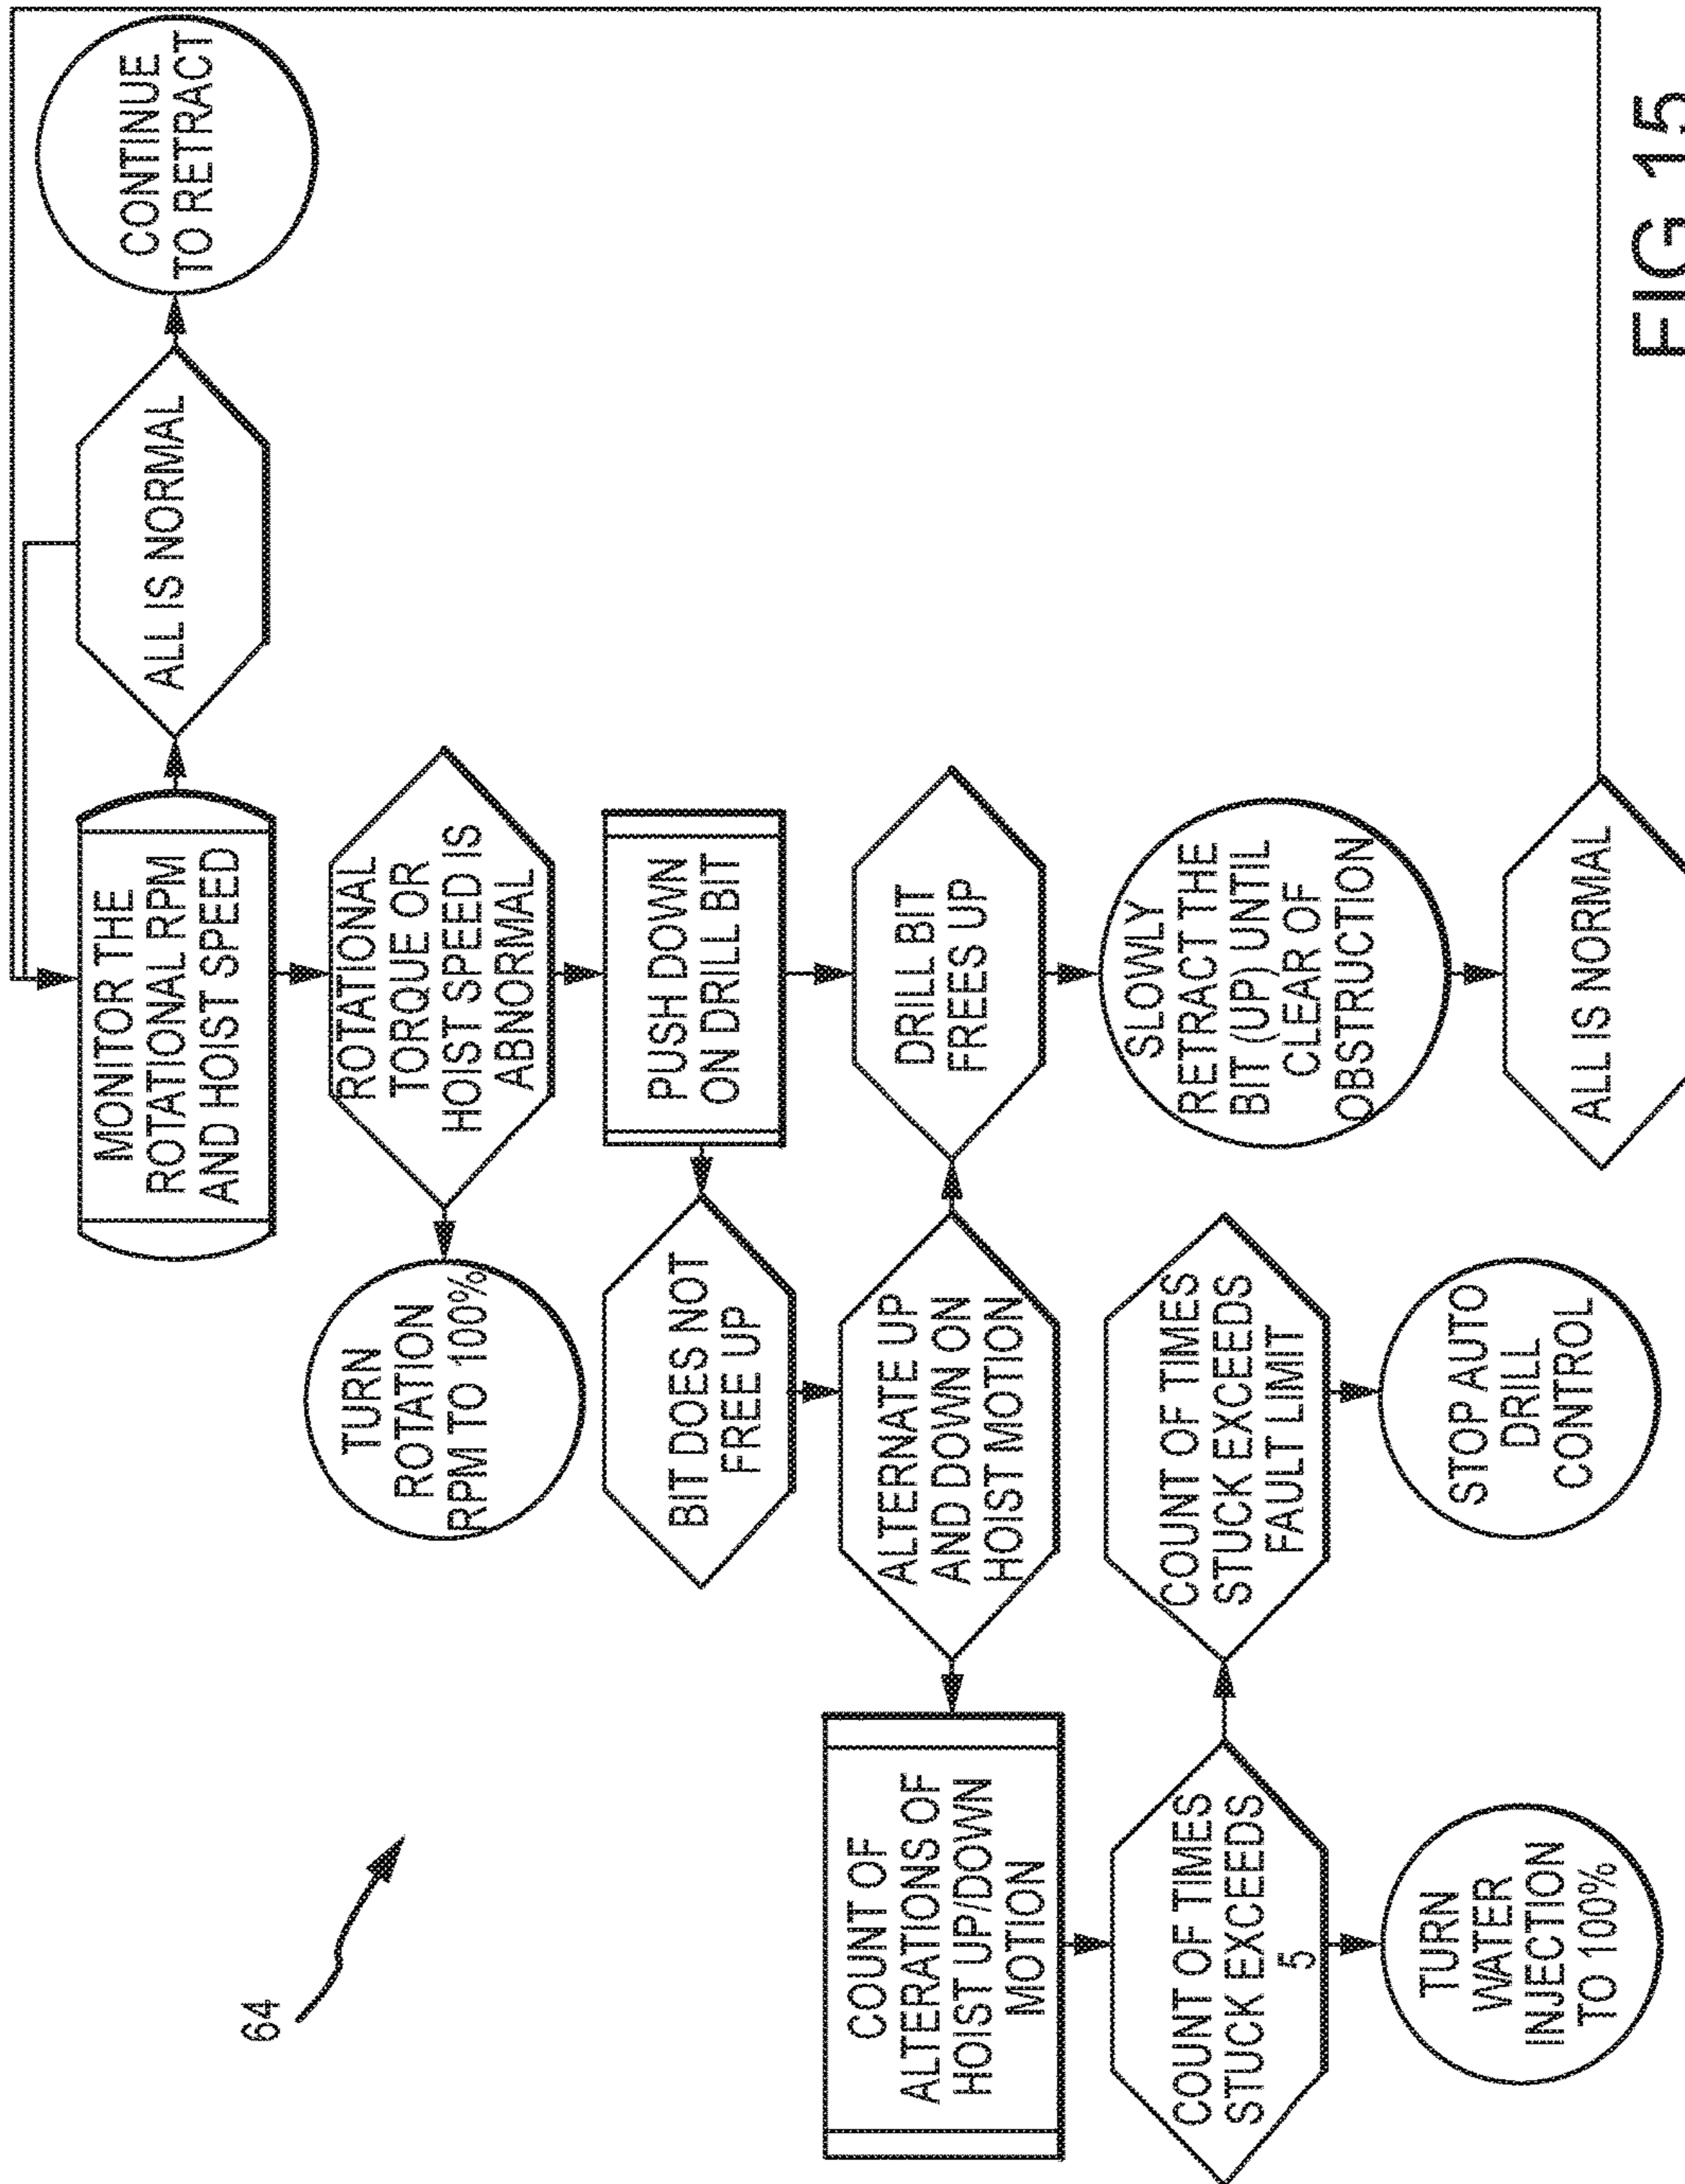 64
MONITOR THE
ROTATIONAL RPM
AND HOIST SPEED
ALL IS NORMAL
CONTINUE
TO RETRACT
TURN
ROTATION
RPM TO 100%
ROTATIONAL
TORQUE OR
HOIST SPEED IS
ABNORMAL
BIT DOES NOT
FREE UP
PUSH DOWN
ON DRILL BIT
COUNT OF
ALTERATIONS OF
HOIST UP/DOWN
MOTION
ALTERNATE UP
AND DOWN ON
HOIST MOTION
DRILL BIT
FREES UP
COUNT OF TIMES
STUCK EXCEEDS
5
COUNT OF TIMES
STUCK EXCEEDS
FAULT LIMIT
SLOWLY
RETRACT THE
BIT (UP) UNTIL
CLEAR OF
OBSTRUCTION
TURN
WATER
INJECTION
TO 100%
STOP AUTO
DRILL
CONTROL
ALL IS NORMAL
FIG 15